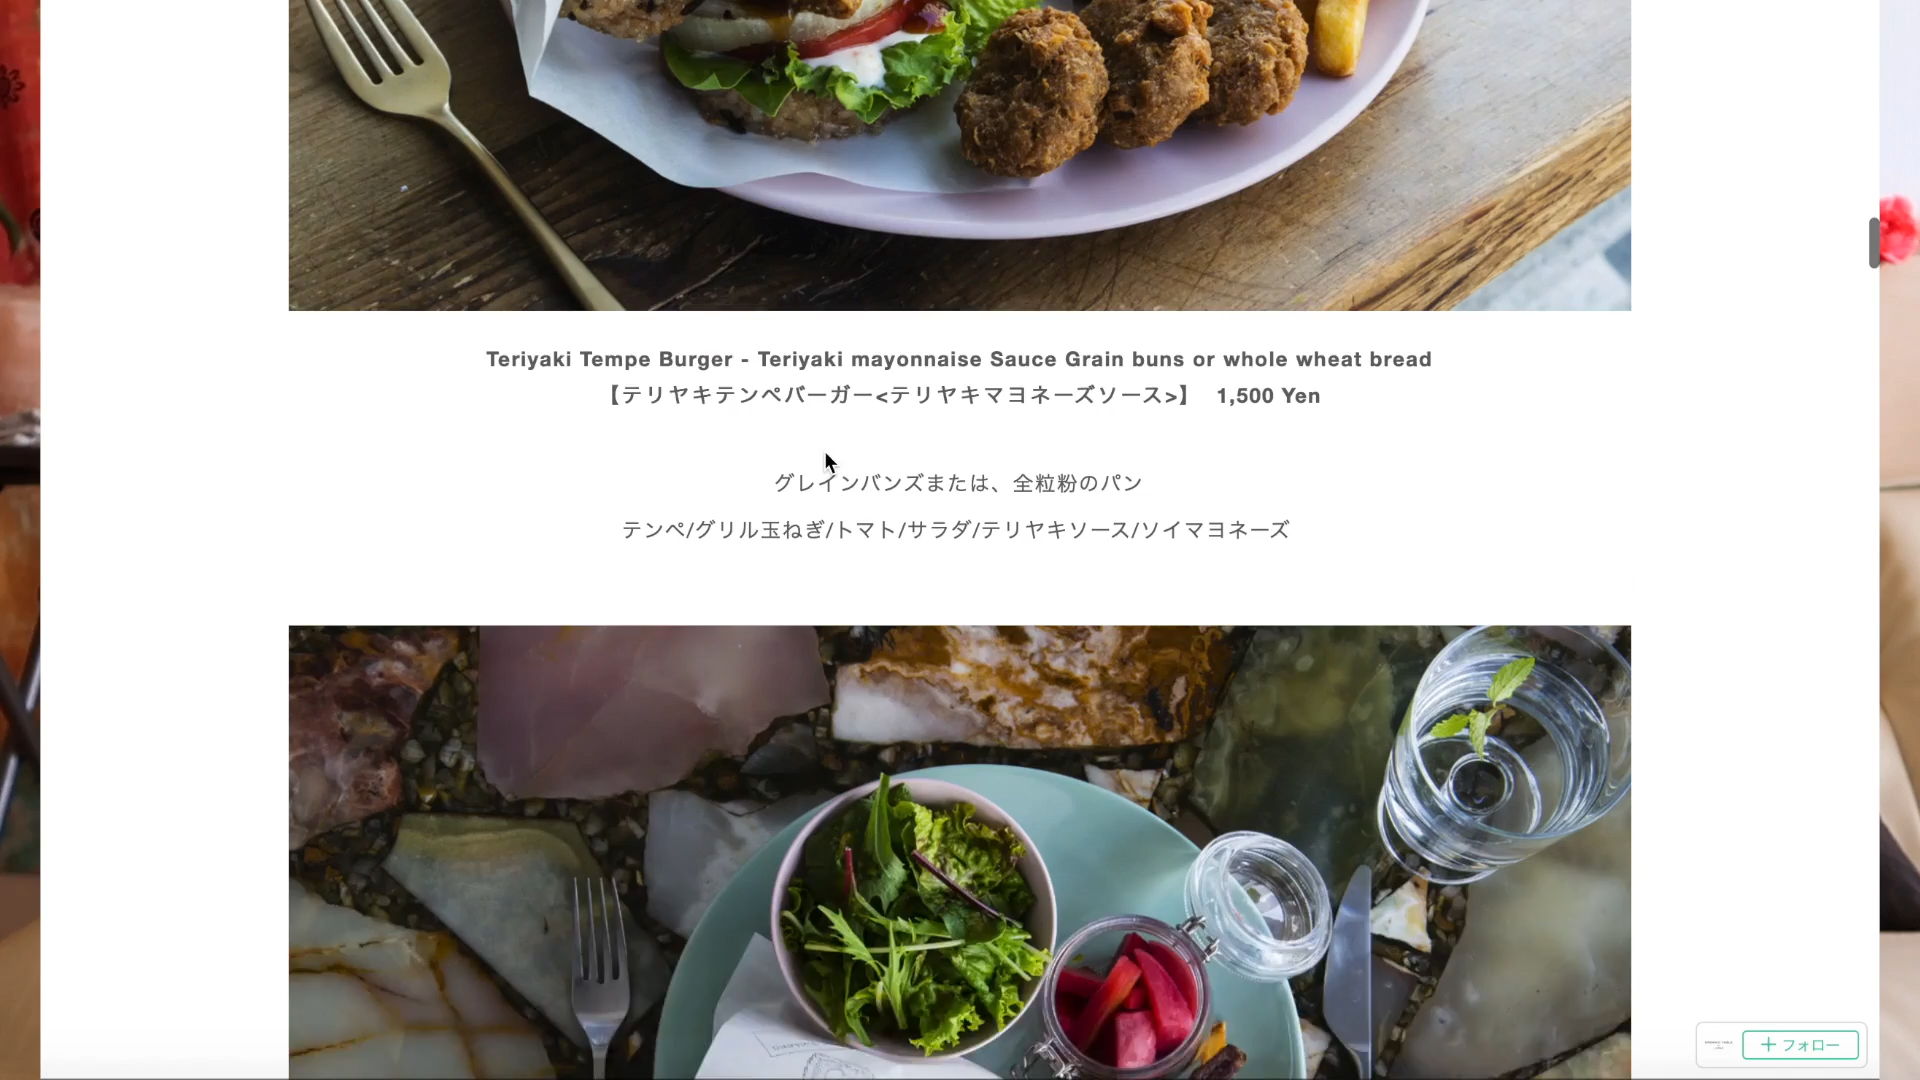 Teriyaki Tempe Burger - Teriyaki mayonnaise Sauce Grain buns or whole wheat bread
【テリヤキテンペバーガー<テリヤキマヨネーズソース>】 1,500 Yen
グレインバンズまたは、全粒粉のパン
テンペ/グリル玉ねぎ/トマト/サラダ/テリヤキソース/ソイマヨネーズ
+ フォロー